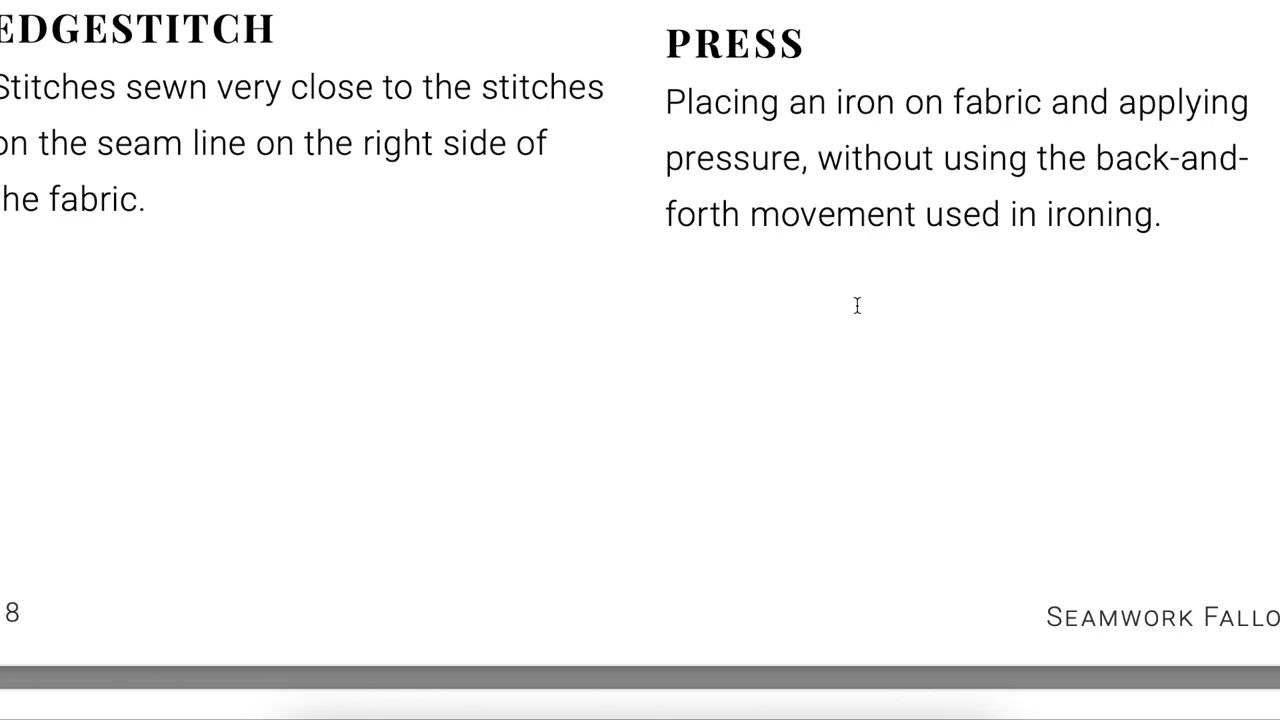 EDGESTITCH
Stitches sewn very close to the stitches
on the seam line on the right side of
the fabric.
PRESS
Placing an iron on fabric and applying
pressure, without using the back-and-
forth movement used in ironing.
8
SEAMWORK FALLO